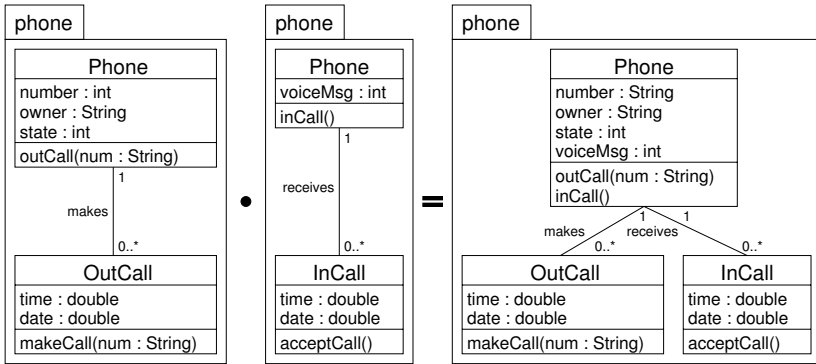 phone
Phone
number : int
owner : String
state : int
outCall(num : String)
1
makes
0..*
OutCall
time : double
date : double
makeCall(num : String)
•
phone
Phone
voiceMsg : int
inCall()
1
receives
0..*
InCall
time : double
date : double
acceptCall()
=
phone
Phone
number : String
owner : String
state : int
voiceMsg : int
outCall(num : String)
inCall()
1 1
makes receives
0..* 0..*
OutCall
time : double
date : double
makeCall(num : String)
InCall
time : double
date : double
acceptCall()